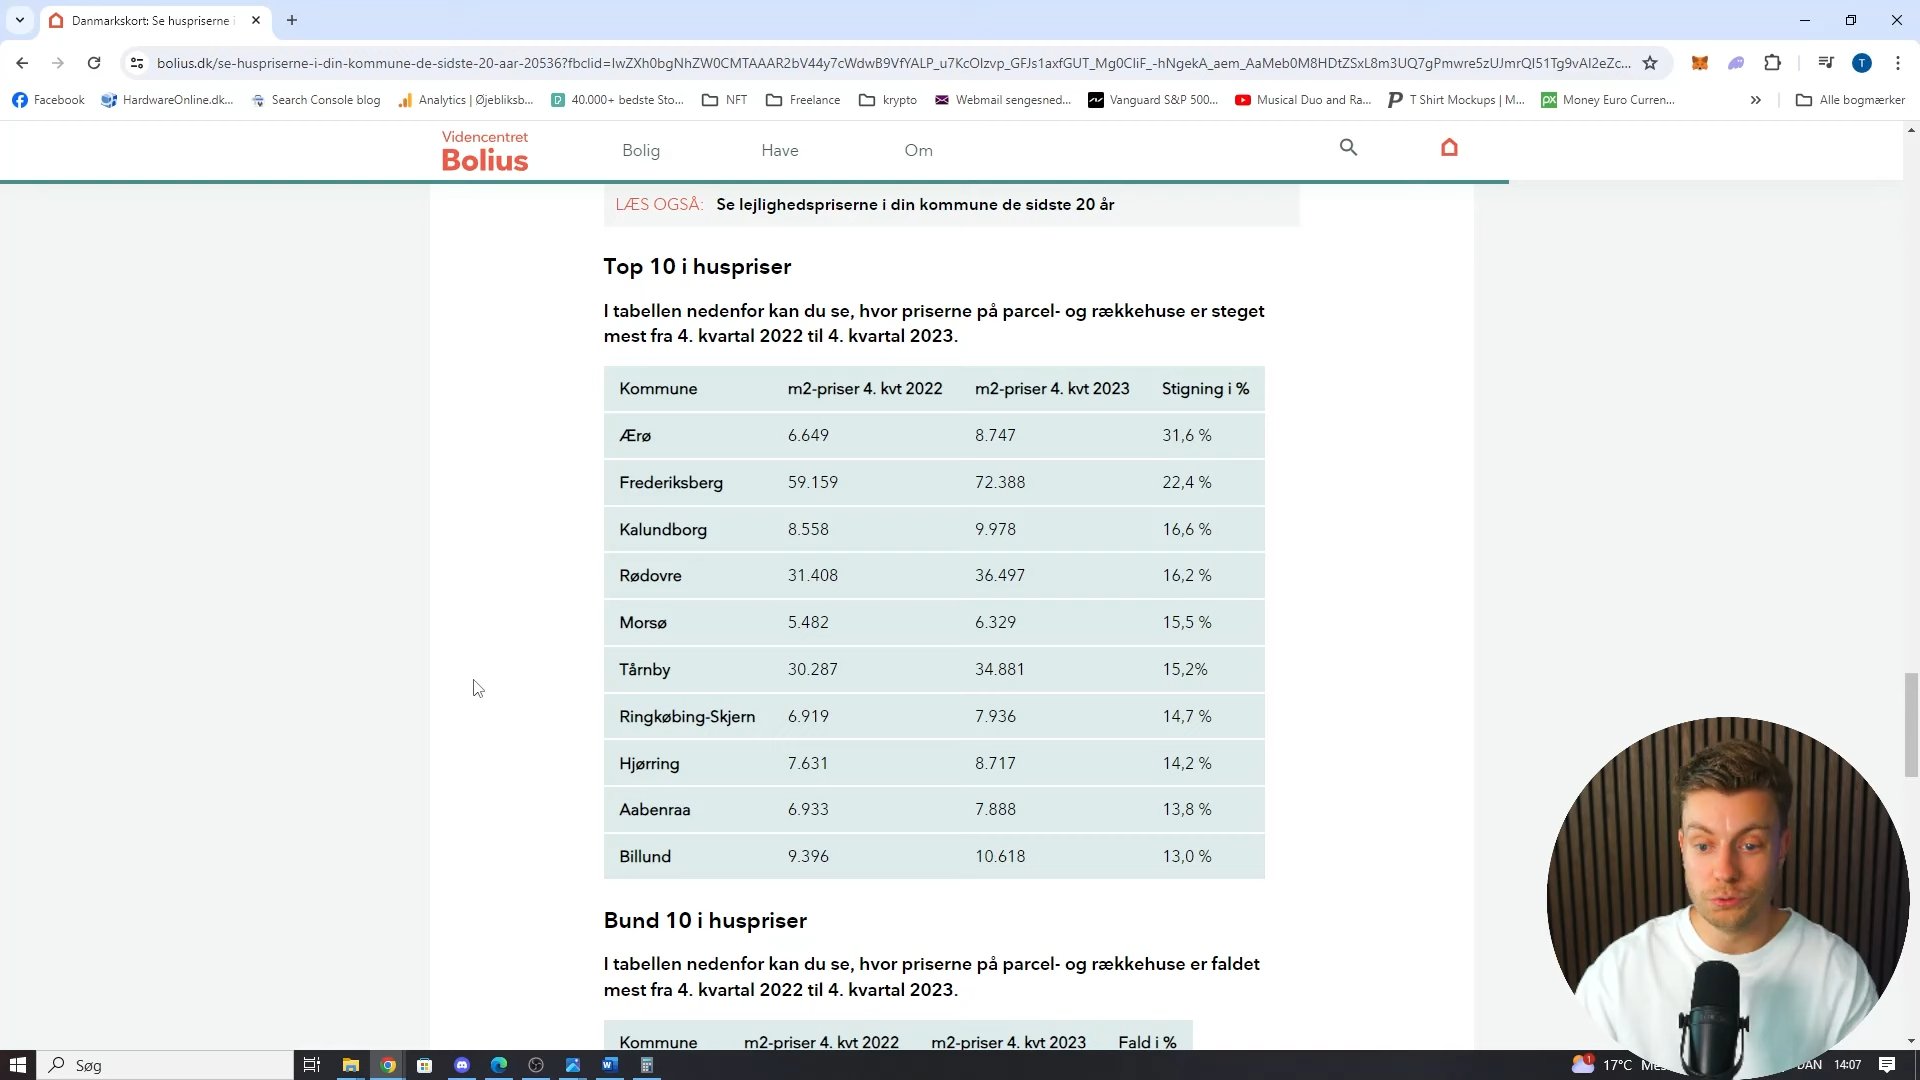 Danmarkskort: Se huspriserne i
bolius.dk/se-huspriserne-i-din-kommune-de-sidste-20-aar-20536?fbclid=IwZXh0bgNhZW0CMTAAAR2bV44y7cWdwB9VfYALP_u7KcOIzvp_GFJs1axfGUT_Mg0CIiF_-hNgekA_aem_AaMeb0M8HDtZSxL8m3UQ7gPmwre5zUJmrQI51Tg9vAI2eZc...
T
Facebook HardwareOnline.dk... Search Console blog Analytics | Øjebliksb... 40.000+ bedste Sto... NFT Freelance krypto Webmail sengesned... Vanguard S&P 500... Musical Duo and Ra... T Shirt Mockups | M... Money Euro Curren... » Alle bogmærker
Videncentret
Bolius
Bolig Have Om
LÆS OGSÅ: Se lejlighedspriserne i din kommune de sidste 20 år
Top 10 i huspriser
I tabellen nedenfor kan du se, hvor priserne på parcel- og rækkehuse er steget
mest fra 4. kvartal 2022 til 4. kvartal 2023.
Kommune m2-priser 4. kvt 2022 m2-priser 4. kvt 2023 Stigning i %
Ærø 6.649 8.747 31,6 %
Frederiksberg 59.159 72.388 22,4 %
Kalundborg 8.558 9.978 16,6 %
Rødovre 31.408 36.497 16,2 %
Morsø 5.482 6.329 15,5 %
Tårnby 30.287 34.881 15,2%
Ringkøbing-Skjern 6.919 7.936 14,7 %
Hjørring 7.631 8.717 14,2 %
Aabenraa 6.933 7.888 13,8 %
Billund 9.396 10.618 13,0 %
Bund 10 i huspriser
I tabellen nedenfor kan du se, hvor priserne på parcel- og rækkehuse er faldet
mest fra 4. kvartal 2022 til 4. kvartal 2023.
Kommune m2-priser 4. kvt 2022 m2-priser 4. kvt 2023 Fald i %
Søg
1 17°C DAN 14:07